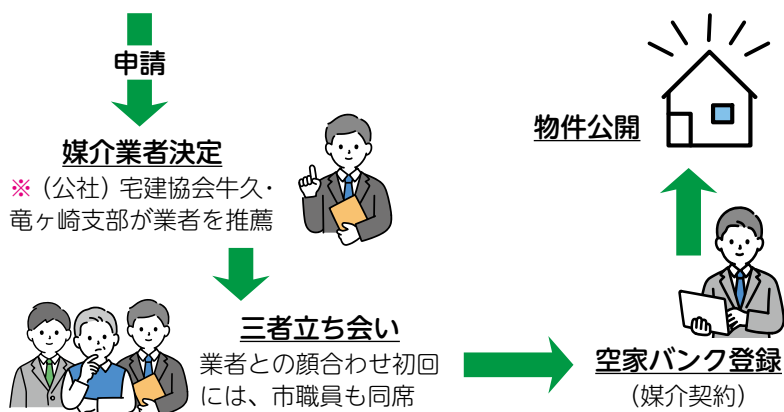 申請
媒介業者決定
※（公社）宅建協会牛久・
竜ヶ崎支部が業者を推薦
三者立ち会い
業者との顔合わせ初回
には、市職員も同席
空家バンク登録
（媒介契約）
物件公開